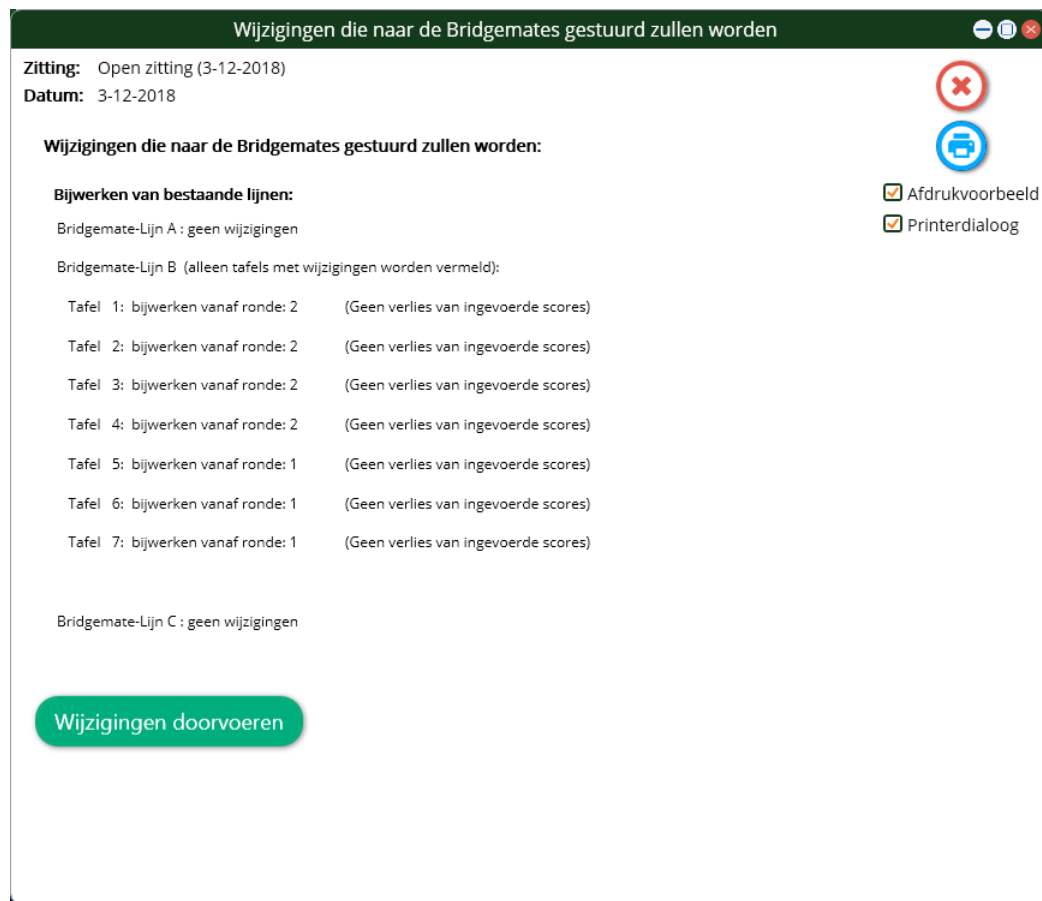 Wijzigingen die naar de Bridgemates gestuurd zullen worden
Zitting: Open zitting (3-12-2018)
Datum: 3-12-2018
Wijzigingen die naar de Bridgemates gestuurd zullen worden:
Afdrukvoorbeeld
Printerdialoog
Bijwerken van bestaande lijnen:
Bridgemate-Lijn A : geen wijzigingen
Bridgemate-Lijn B (alleen tafels met wijzigingen worden vermeld):
Tafel 1: bijwerken vanaf ronde: 2 (Geen verlies van ingevoerde scores)
Tafel 2: bijwerken vanaf ronde: 2 (Geen verlies van ingevoerde scores)
Tafel 3: bijwerken vanaf ronde: 2 (Geen verlies van ingevoerde scores)
Tafel 4: bijwerken vanaf ronde: 2 (Geen verlies van ingevoerde scores)
Tafel 5: bijwerken vanaf ronde: 1 (Geen verlies van ingevoerde scores)
Tafel 6: bijwerken vanaf ronde: 1 (Geen verlies van ingevoerde scores)
Tafel 7: bijwerken vanaf ronde: 1 (Geen verlies van ingevoerde scores)
Bridgemate-Lijn C : geen wijzigingen
Wijzigingen doorvoeren